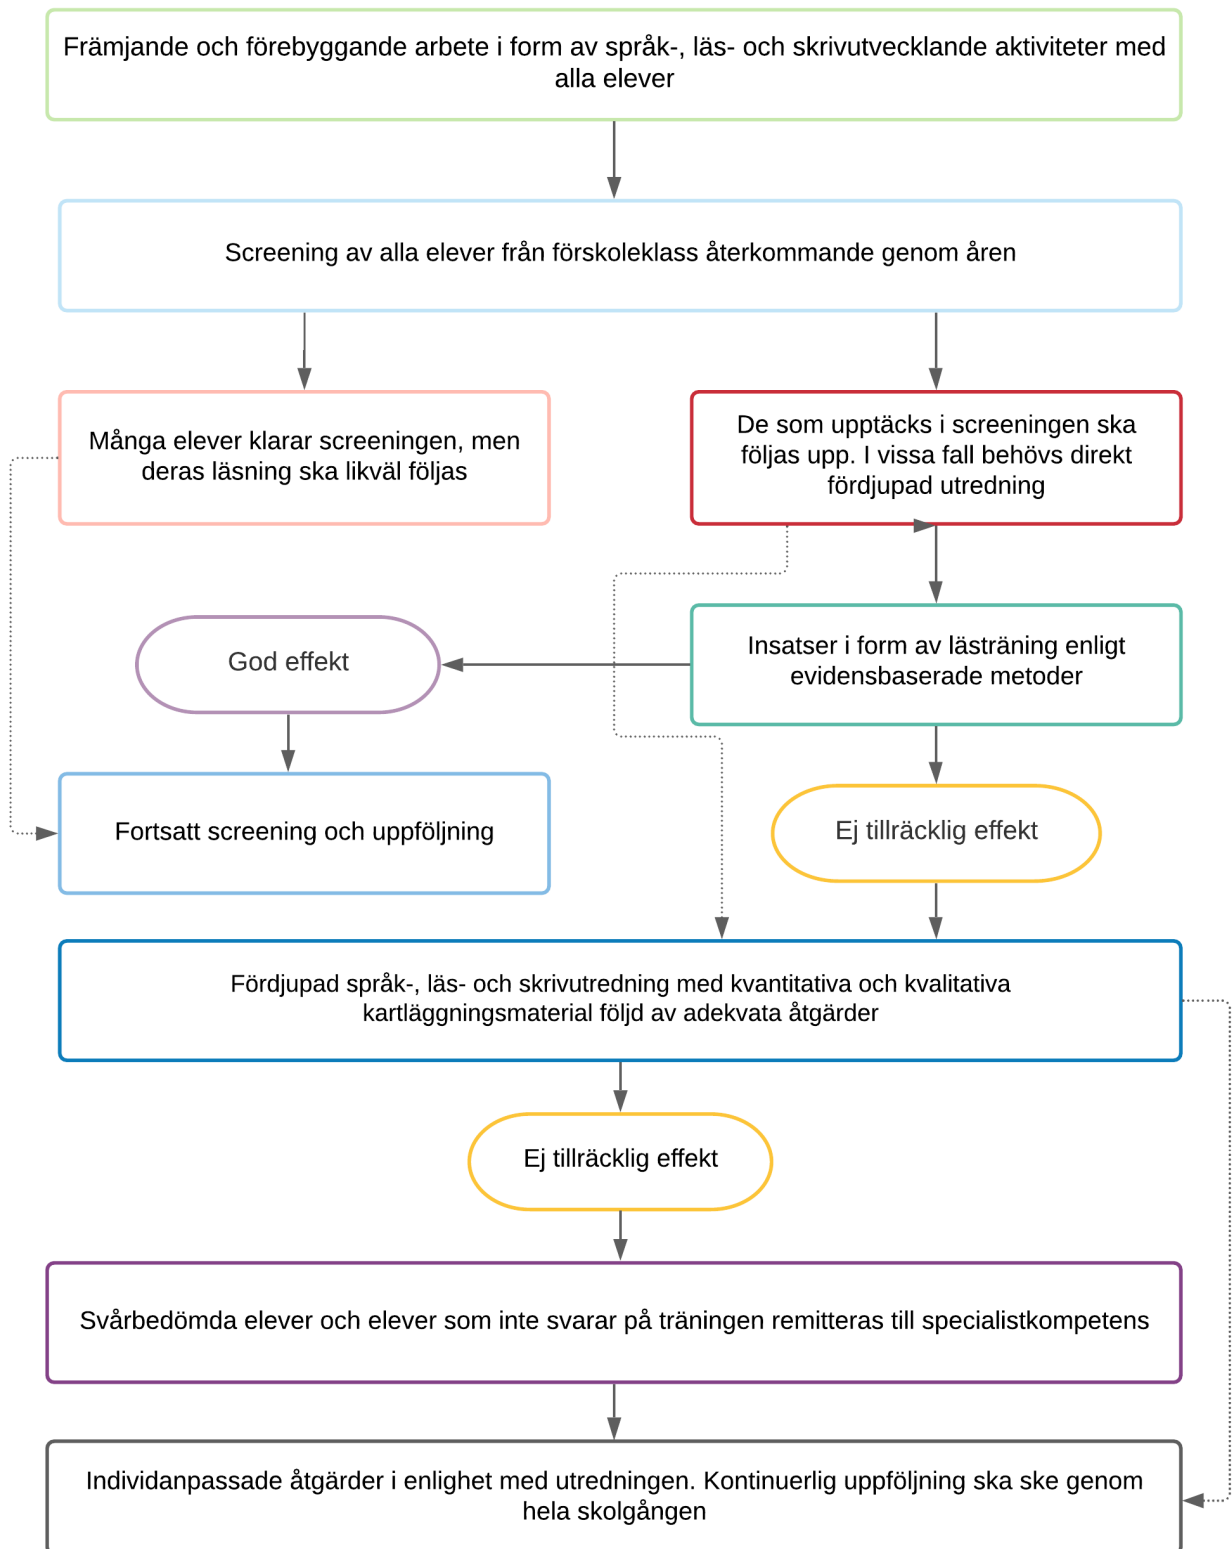 Främjande och förebyggande arbete i form av språk-, läs- och skrivutvecklande aktiviteter med
alla elever
Screening av alla elever från förskoleklass återkommande genom åren
Många elever klarar screeningen, men
deras läsning ska likväl följas
De som upptäcks i screeningen ska
följas upp. I vissa fall behövs direkt
fördjupad utredning
God effekt
Insatser i form av lästräning enligt
evidensbaserade metoder
Fortsatt screening och uppföljning
Ej tillräcklig effekt
Fördjupad språk-, läs- och skrivutredning med kvantitativa och kvalitativa
kartläggningsmaterial följd av adekvata åtgärder
Ej tillräcklig effekt
Svårbedömda elever och elever som inte svarar på träningen remitteras till specialistkompetens
Individanpassade åtgärder i enlighet med utredningen. Kontinuerlig uppföljning ska ske genom
hela skolgången